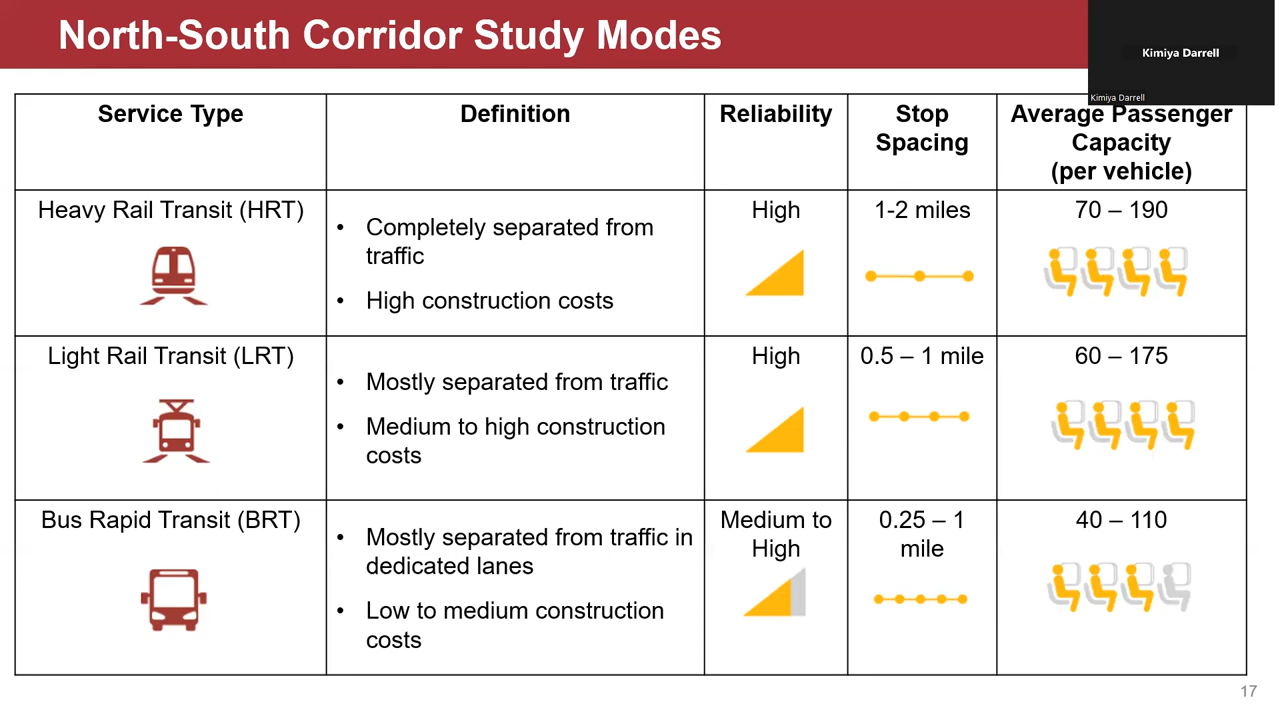 North-South Corridor Study Modes
Kimiya Darrell
Kimiya Darrell
Service Type
Definition
Reliability
Stop
Spacing
Average Passenger
Capacity
(per vehicle)
Heavy Rail Transit (HRT)
• Completely separated from
traffic
• High construction costs
High
1-2 miles
70 – 190
Light Rail Transit (LRT)
• Mostly separated from traffic
• Medium to high construction
costs
High
0.5 – 1 mile
60 – 175
Bus Rapid Transit (BRT)
• Mostly separated from traffic in
dedicated lanes
• Low to medium construction
costs
Medium to
High
0.25 – 1
mile
40 – 110
17